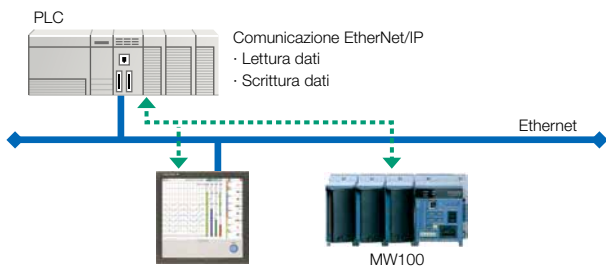 PLC
Comunicazione EtherNet/IP
· Lettura dati
· Scrittura dati
Ethernet
MW100